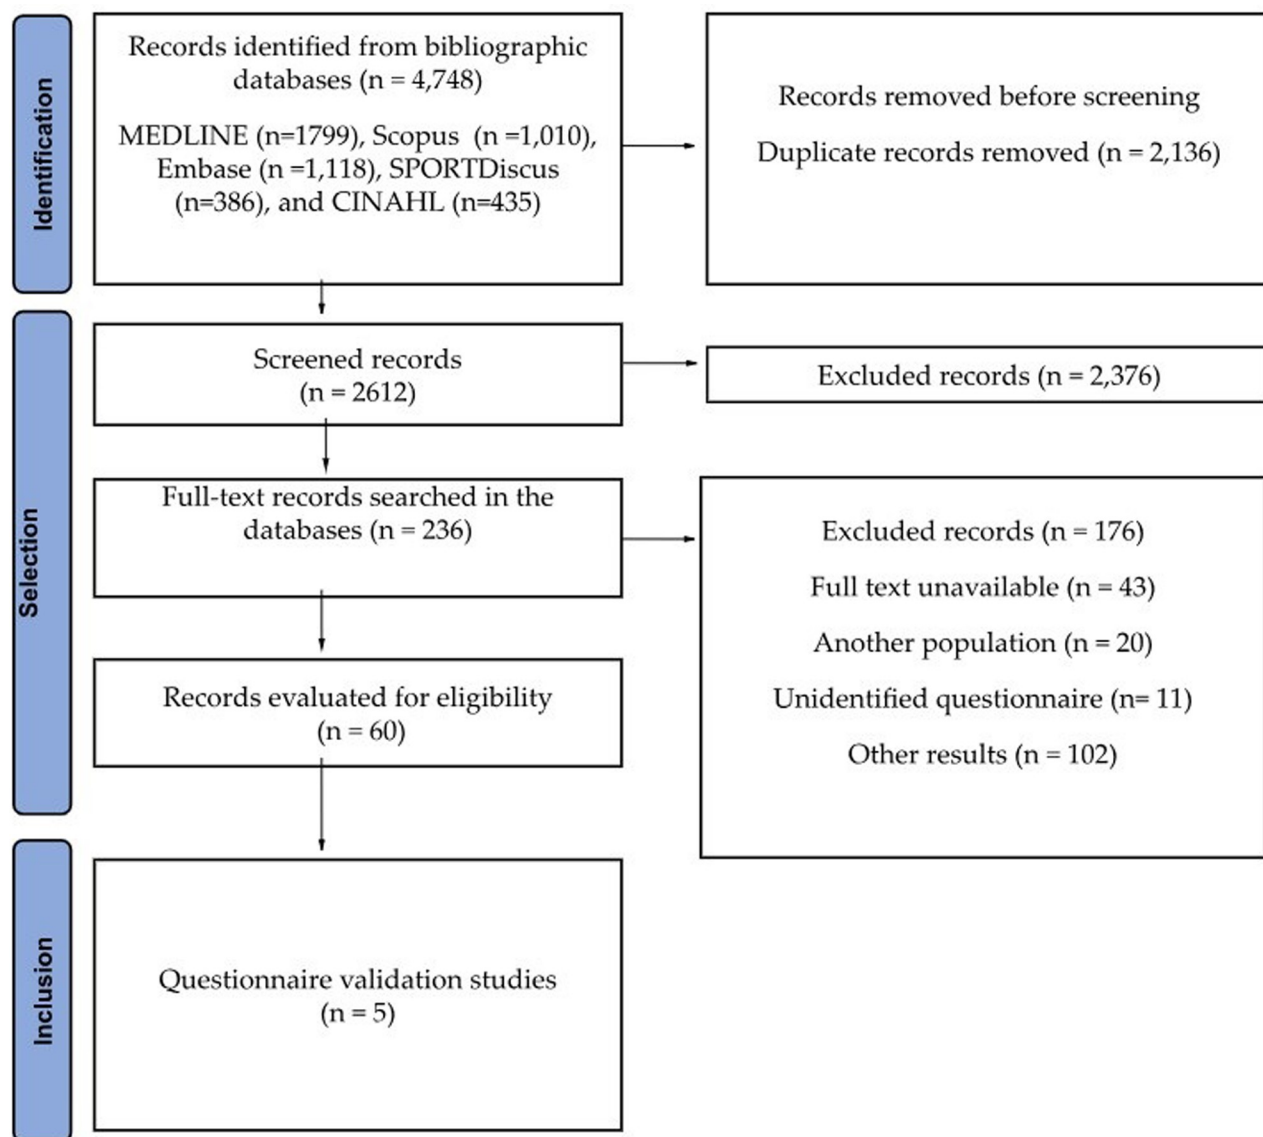 Identification
Records identified from bibliographic
databases (n = 4,748)
MEDLINE (n=1799), Scopus (n =1,010),
Embase (n =1,118), SPORTDiscus
(n=386), and CINAHL (n=435)
Records removed before screening
Duplicate records removed (n = 2,136)
Selection
Screened records
(n = 2612)
Excluded records (n = 2,376)
Full-text records searched in the
databases (n = 236)
Excluded records (n = 176)
Full text unavailable (n = 43)
Another population (n = 20)
Unidentified questionnaire (n= 11)
Other results (n = 102)
Records evaluated for eligibility
(n = 60)
Inclusion
Questionnaire validation studies
(n = 5)